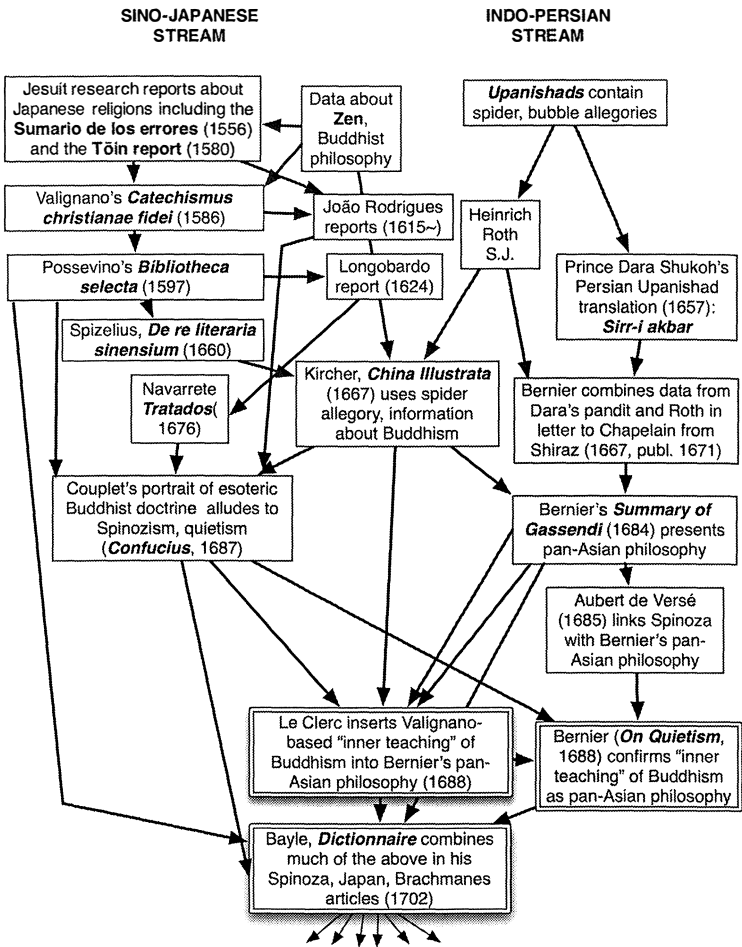 SINO-JAPANESE
STREAM
INDO-PERSIAN
STREAM
Jesuit research reports about
Japanese religions including the
Sumario de los errores (1556)
and the Tōin report (1580)
Data about
Zen,
Buddhist
philosophy
Upanishads contain
spider, bubble allegories
Valignano's Catechismus
christianae fidei (1586)
João Rodrigues
reports (1615~)
Heinrich
Roth
S.J.
Possevino's Bibliotheca
selecta (1597)
Longobardo
report (1624)
Prince Dara Shukoh's
Persian Upanishad
translation (1657):
Sirr-i akbar
Spizelius, De re literaria
sinensium (1660)
Kircher, China Illustrata
(1667) uses spider
allegory, information
about Buddhism
Navarrete
Tratados(
1676)
Bernier combines data from
Dara's pandit and Roth in
letter to Chapelain from
Shiraz (1667, publ. 1671)
Couplet's portrait of esoteric
Buddhist doctrine alludes to
Spinozism, quietism
(Confucius, 1687)
Bernier's Summary of
Gassendi (1684) presents
pan-Asian philosophy
Aubert de Versé
(1685) links Spinoza
with Bernier's pan-
Asian philosophy
Le Clerc inserts Valignano-
based "inner teaching" of
Buddhism into Bernier's pan-
Asian philosophy (1688)
Bernier (On Quietism,
1688) confirms "inner
teaching" of Buddhism
as pan-Asian philosophy
Bayle, Dictionnaire combines
much of the above in his
Spinoza, Japan, Brachmanes
articles (1702)